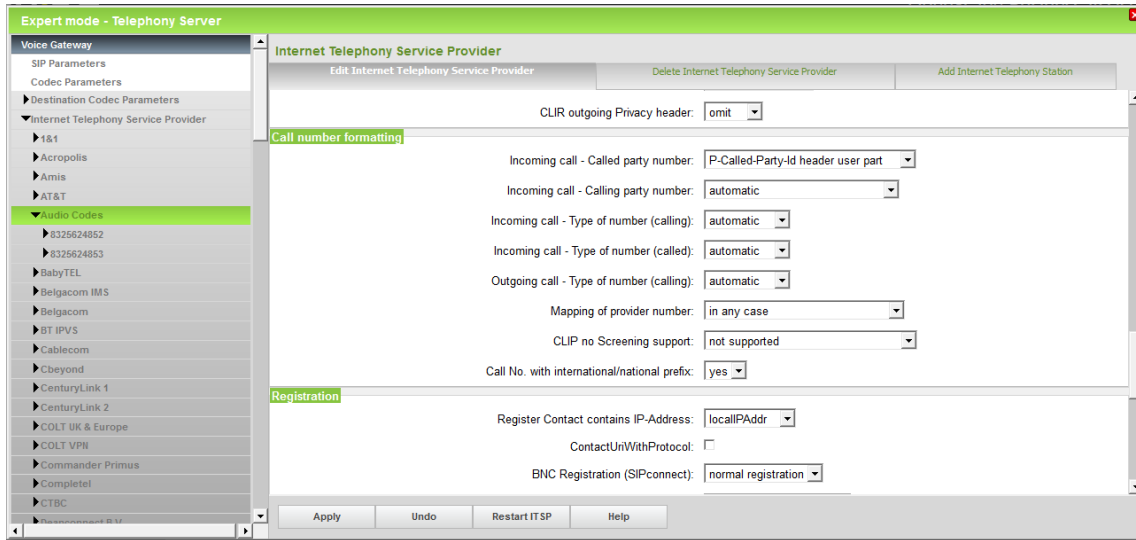 Expert mode - Telephony Server
Voice Gateway
SIP Parameters
Codec Parameters
Destination Codec Parameters
Internet Telephony Service Provider
1&1
Acropolis
Amis
AT&T
Audio Codes
8325624852
8325624853
BabyTEL
Belgacom IMS
Belgacom
BT IPVS
Cablecom
Cbeyond
CenturyLink 1
CenturyLink 2
COLT UK & Europe
COLT VPN
Commander Primus
Completel
CTBC
Internet Telephony Service Provider
Edit Internet Telephony Service Provider Delete Internet Telephony Service Provider Add Internet Telephony Station
CLIR outgoing Privacy header: omit
Call number formatting
Incoming call - Called party number: P-Called-Party-Id header user part
Incoming call - Calling party number: automatic
Incoming call - Type of number (calling): automatic
Incoming call - Type of number (called): automatic
Outgoing call - Type of number (calling): automatic
Mapping of provider number: in any case
CLIP no Screening support: not supported
Call No. with international/national prefix: yes
Registration
Register Contact contains IP-Address: localIPAddr
ContactUriWithProtocol:
BNC Registration (SIPconnect): normal registration
Apply Undo Restart ITSP Help